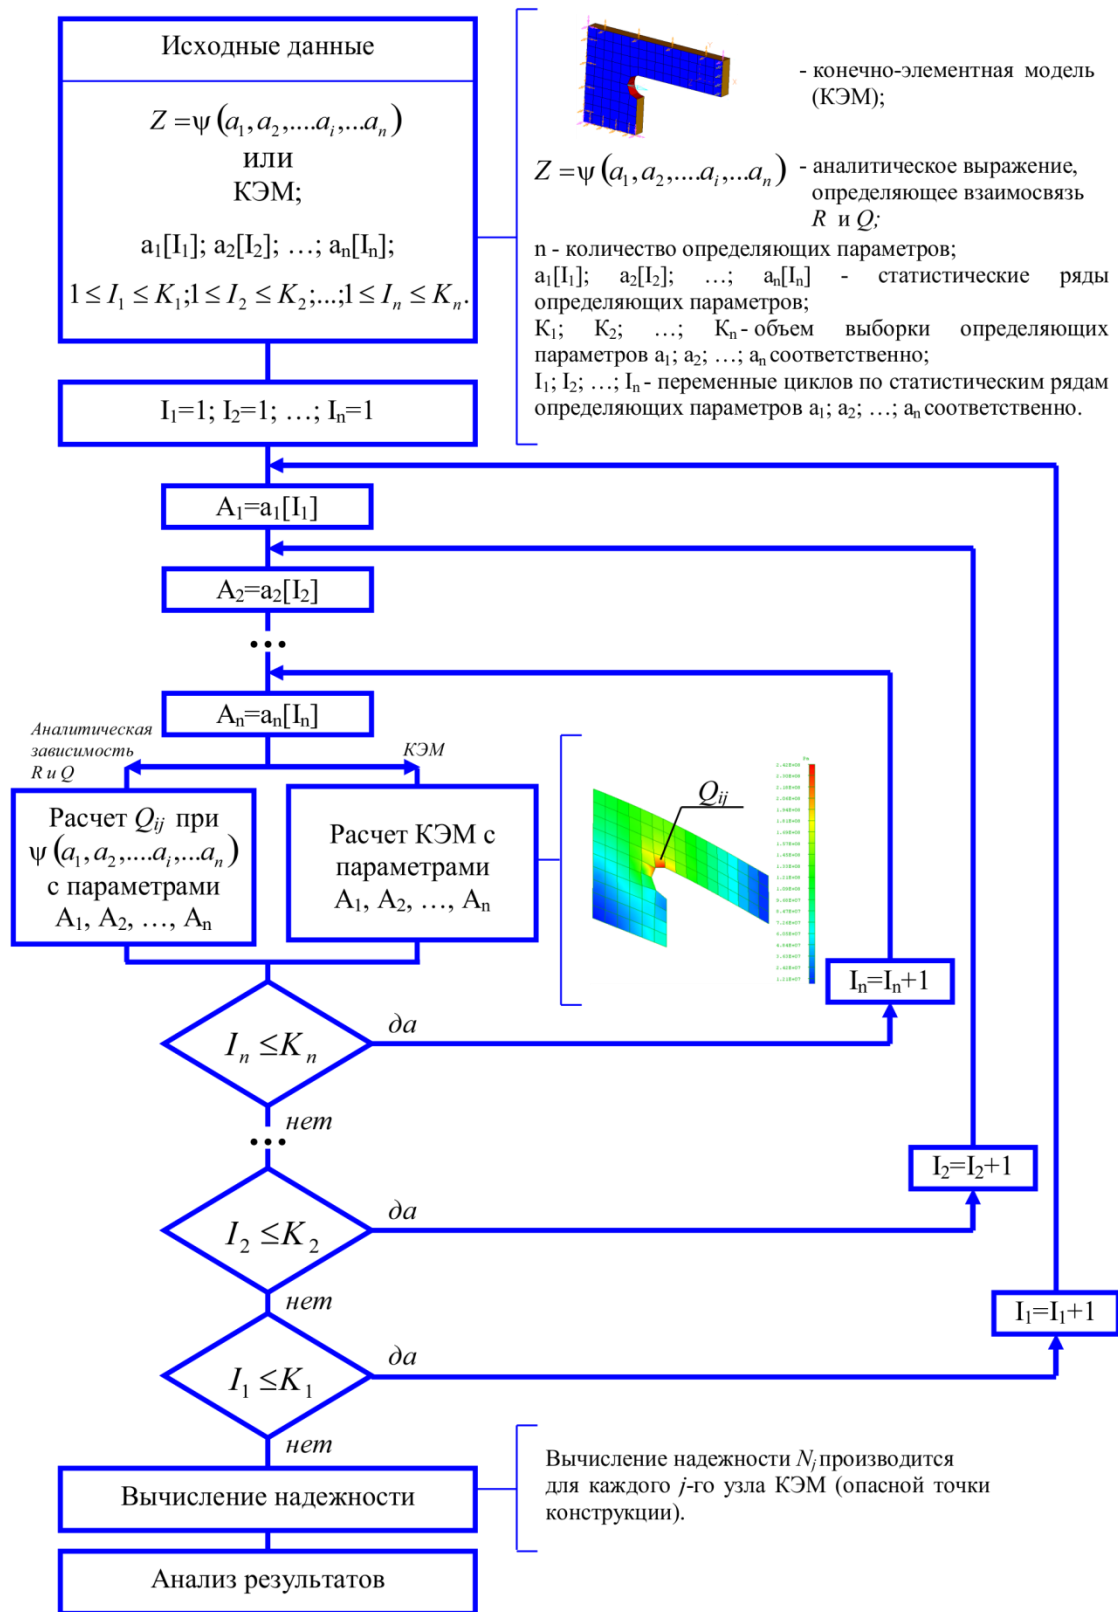 Исходные данные
Z = ψ(a₁, a₂,....aᵢ,...aₙ)
или
КЭМ;
a₁[I₁]; a₂[I₂]; …; aₙ[Iₙ];
1 ≤ I₁ ≤ K₁;1 ≤ I₂ ≤ K₂;...;1 ≤ Iₙ ≤ Kₙ.
- конечно-элементная модель
(КЭМ);
Z = ψ(a₁, a₂,....aᵢ,...aₙ) - аналитическое выражение,
определяющее взаимосвязь
R и Q;
n - количество определяющих параметров;
a₁[I₁]; a₂[I₂]; …; aₙ[Iₙ] - статистические ряды
определяющих параметров;
К₁; К₂; …; Кₙ - объем выборки определяющих
параметров a₁; a₂; …; aₙ соответственно;
I₁; I₂; …; Iₙ - переменные циклов по статистическим рядам
определяющих параметров a₁; a₂; …; aₙ соответственно.
I₁=1; I₂=1; …; Iₙ=1
A₁=a₁[I₁]
A₂=a₂[I₂]
…
Aₙ=aₙ[Iₙ]
Аналитическая
зависимость
R и Q
КЭМ
Расчет Qᵢⱼ при
ψ(a₁, a₂,....aᵢ,...aₙ)
с параметрами
A₁, A₂, …, Aₙ
Расчет КЭМ с
параметрами
A₁, A₂, …, Aₙ
Qᵢⱼ
Iₙ=Iₙ+1
Iₙ ≤ Kₙ
да
нет
…
I₂=I₂+1
I₂ ≤ K₂
да
нет
I₁=I₁+1
I₁ ≤ K₁
да
нет
Вычисление надежности
Вычисление надежности Nⱼ производится
для каждого j-го узла КЭМ (опасной точки
конструкции).
Анализ результатов